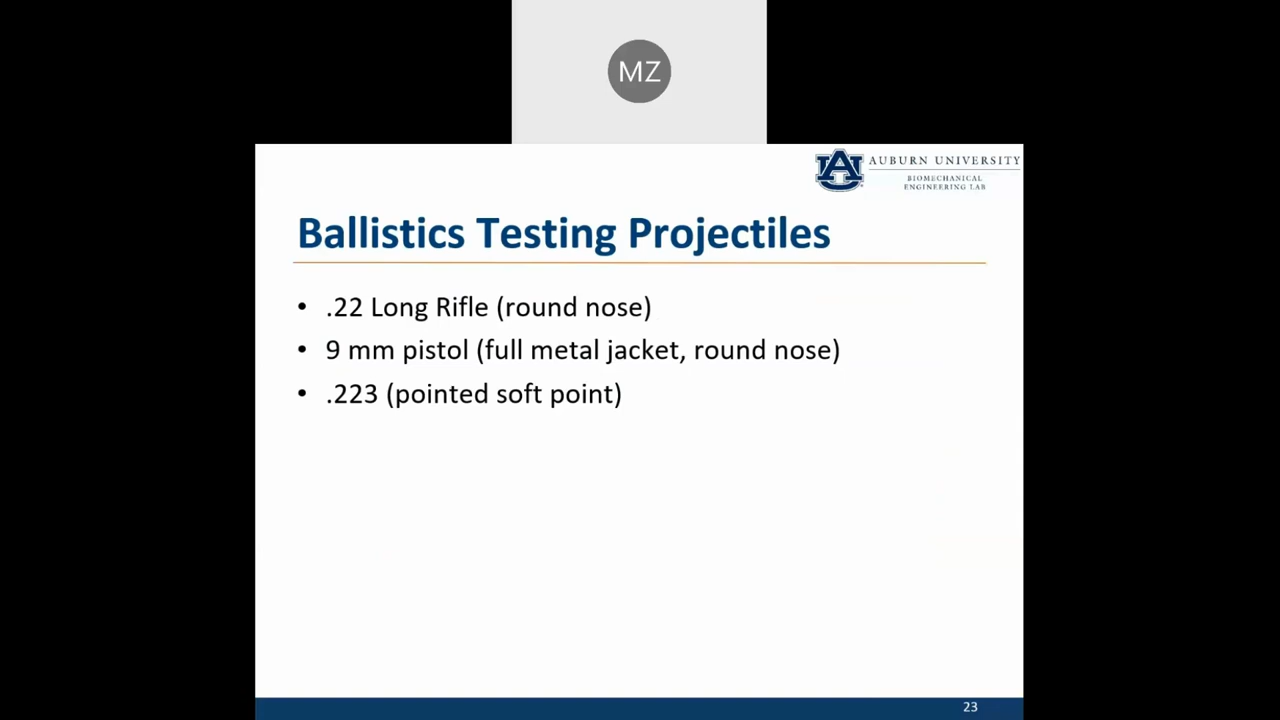 MZ
AU AUBURN UNIVERSITY
BIOMECHANICAL
ENGINEERING LAB
Ballistics Testing Projectiles
• .22 Long Rifle (round nose)
• 9 mm pistol (full metal jacket, round nose)
• .223 (pointed soft point)
23